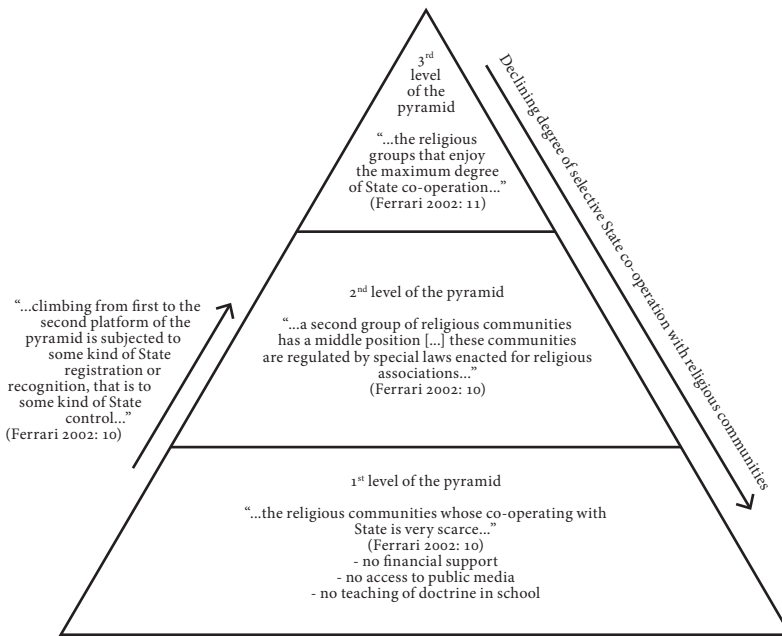 3rd
level
of the
pyramid
“...the religious
groups that enjoy
the maximum degree
of State co-operation...”
(Ferrari 2002: 11)
Declining degree of selective State co-operation with religious communities
“...climbing from first to the
second platform of the
pyramid is subjected to
some kind of State
registration or
recognition, that is to
some kind of State
control...”
(Ferrari 2002: 10)
2nd level of the pyramid
“...a second group of religious communities
has a middle position [...] these communities
are regulated by special laws enacted for religious
associations...”
(Ferrari 2002: 10)
1st level of the pyramid
“...the religious communities whose co-operating with
State is very scarce...”
(Ferrari 2002: 10)
- no financial support
- no access to public media
- no teaching of doctrine in school